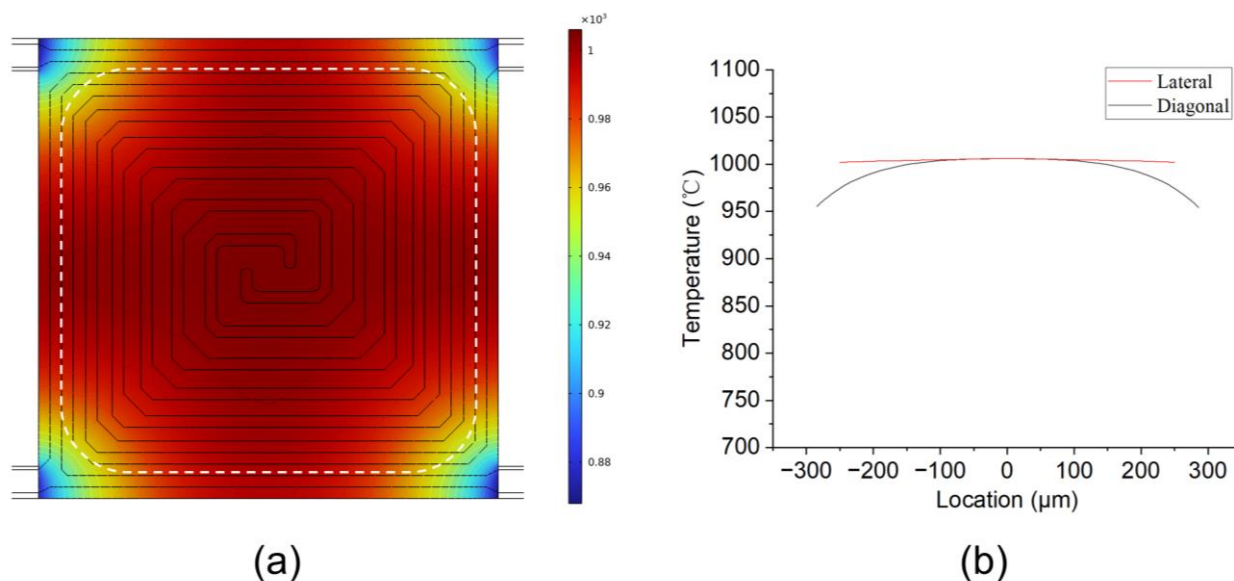 ×10³
1
0.98
0.96
0.94
0.92
0.9
0.88
(a)
1100
1050
1000
950
900
850
800
750
700
Temperature (℃)
Lateral
Diagonal
−300 −200 −100 0 100 200 300
Location (μm)
(b)